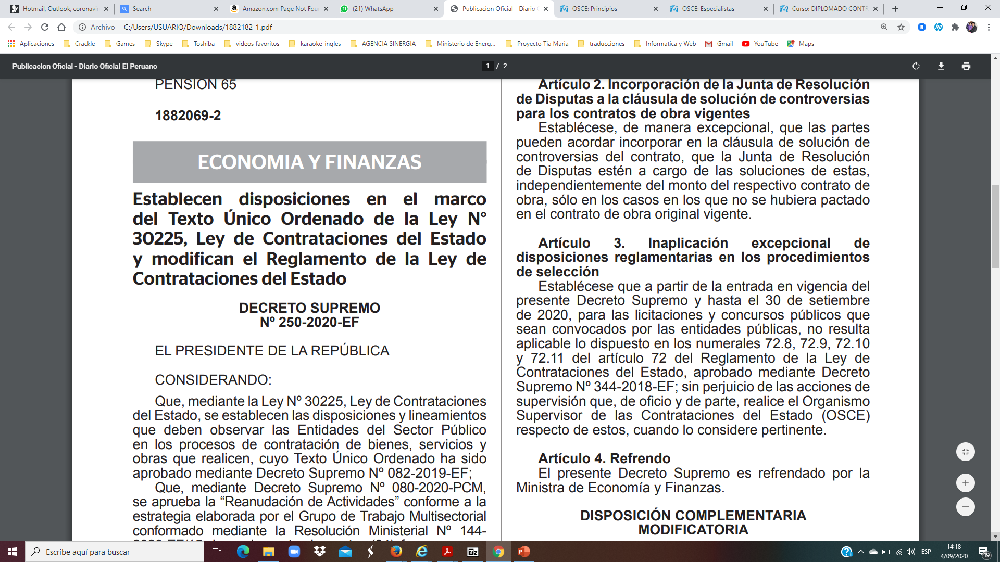 Hotmail, Outlook, coronavir
Search
Amazon.com Page Not Fou
(21) WhatsApp
Publicacion Oficial - Diario
OSCE: Principios
OSCE: Especialistas
Curso: DIPLOMADO CONTR
Archivo
C:/Users/USUARIO/Downloads/1882182-1.pdf
Aplicaciones
Crackle
Games
Skype
Toshiba
videos favoritos
karaoke-ingles
AGENCIA SINERGIA
Ministerio de Energ...
Proyecto Tía Maria
traducciones
Informatica y Web
Gmail
YouTube
Maps
Publicacion Oficial - Diario Oficial El Peruano
1 / 2
PENSION 65
1882069-2
ECONOMIA Y FINANZAS
Establecen disposiciones en el marco
del Texto Único Ordenado de la Ley N°
30225, Ley de Contrataciones del Estado
y modifican el Reglamento de la Ley de
Contrataciones del Estado
DECRETO SUPREMO
Nº 250-2020-EF
EL PRESIDENTE DE LA REPÚBLICA
CONSIDERANDO:
Que, mediante la Ley Nº 30225, Ley de Contrataciones
del Estado, se establecen las disposiciones y lineamientos
que deben observar las Entidades del Sector Público
en los procesos de contratación de bienes, servicios y
obras que realicen, cuyo Texto Único Ordenado ha sido
aprobado mediante Decreto Supremo Nº 082-2019-EF;
Que, mediante Decreto Supremo Nº 080-2020-PCM,
se aprueba la “Reanudación de Actividades” conforme a la
estrategia elaborada por el Grupo de Trabajo Multisectorial
conformado mediante la Resolución Ministerial Nº 144-
Artículo 2. Incorporación de la Junta de Resolución
de Disputas a la cláusula de solución de controversias
para los contratos de obra vigentes
Establécese, de manera excepcional, que las partes
pueden acordar incorporar en la cláusula de solución de
controversias del contrato, que la Junta de Resolución
de Disputas estén a cargo de las soluciones de estas,
independientemente del monto del respectivo contrato de
obra, sólo en los casos en los que no se hubiera pactado
en el contrato de obra original vigente.
Artículo 3. Inaplicación excepcional de
disposiciones reglamentarias en los procedimientos
de selección
Establécese que a partir de la entrada en vigencia del
presente Decreto Supremo y hasta el 30 de setiembre
de 2020, para las licitaciones y concursos públicos que
sean convocados por las entidades públicas, no resulta
aplicable lo dispuesto en los numerales 72.8, 72.9, 72.10
y 72.11 del artículo 72 del Reglamento de la Ley de
Contrataciones del Estado, aprobado mediante Decreto
Supremo Nº 344-2018-EF; sin perjuicio de las acciones de
supervisión que, de oficio y de parte, realice el Organismo
Supervisor de las Contrataciones del Estado (OSCE)
respecto de estos, cuando lo considere pertinente.
Artículo 4. Refrendo
El presente Decreto Supremo es refrendado por la
Ministra de Economía y Finanzas.
DISPOSICIÓN COMPLEMENTARIA
MODIFICATORIA
Escribe aquí para buscar
ESP
14:18
4/09/2020
19